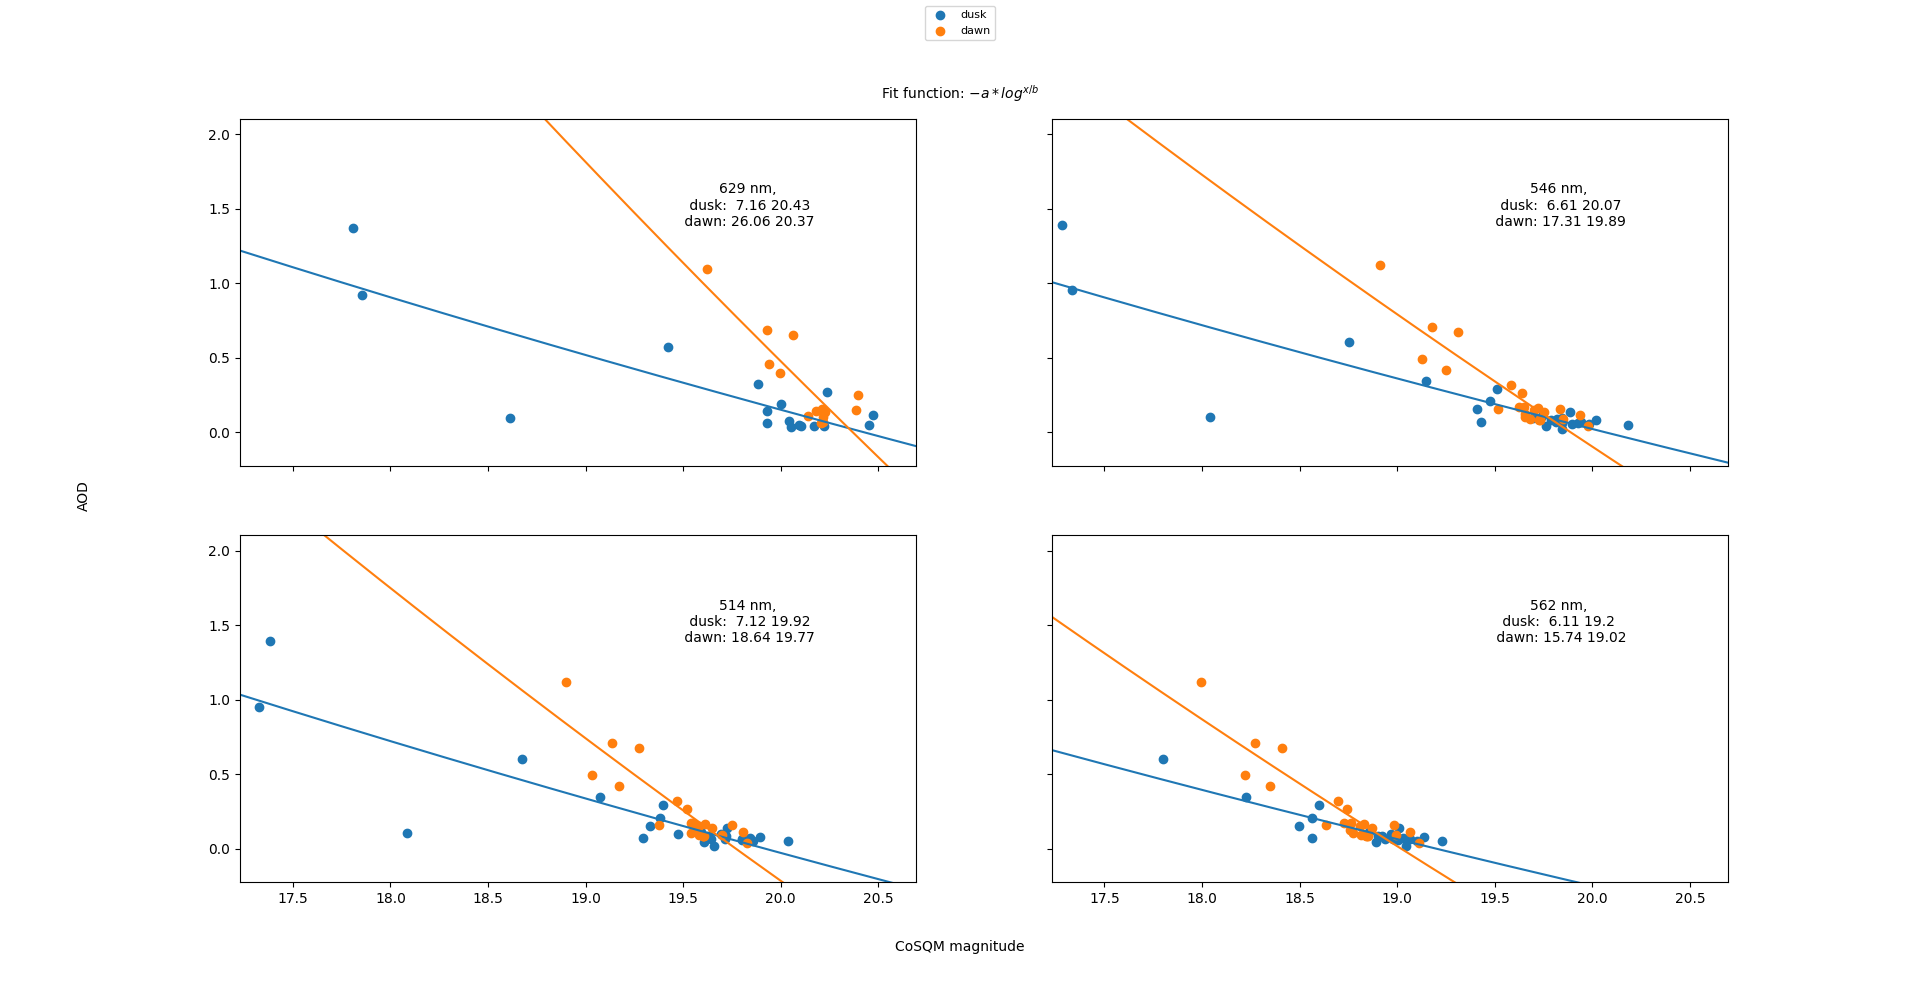 dusk
dawn
Fit function: −a * log^{x/b}
2.0
1.5
1.0
0.5
0.0
629 nm,
dusk: 7.16 20.43
dawn: 26.06 20.37
546 nm,
dusk: 6.61 20.07
dawn: 17.31 19.89
AOD
2.0
1.5
1.0
0.5
0.0
514 nm,
dusk: 7.12 19.92
dawn: 18.64 19.77
562 nm,
dusk: 6.11 19.2
dawn: 15.74 19.02
17.5 18.0 18.5 19.0 19.5 20.0 20.5
17.5 18.0 18.5 19.0 19.5 20.0 20.5
CoSQM magnitude